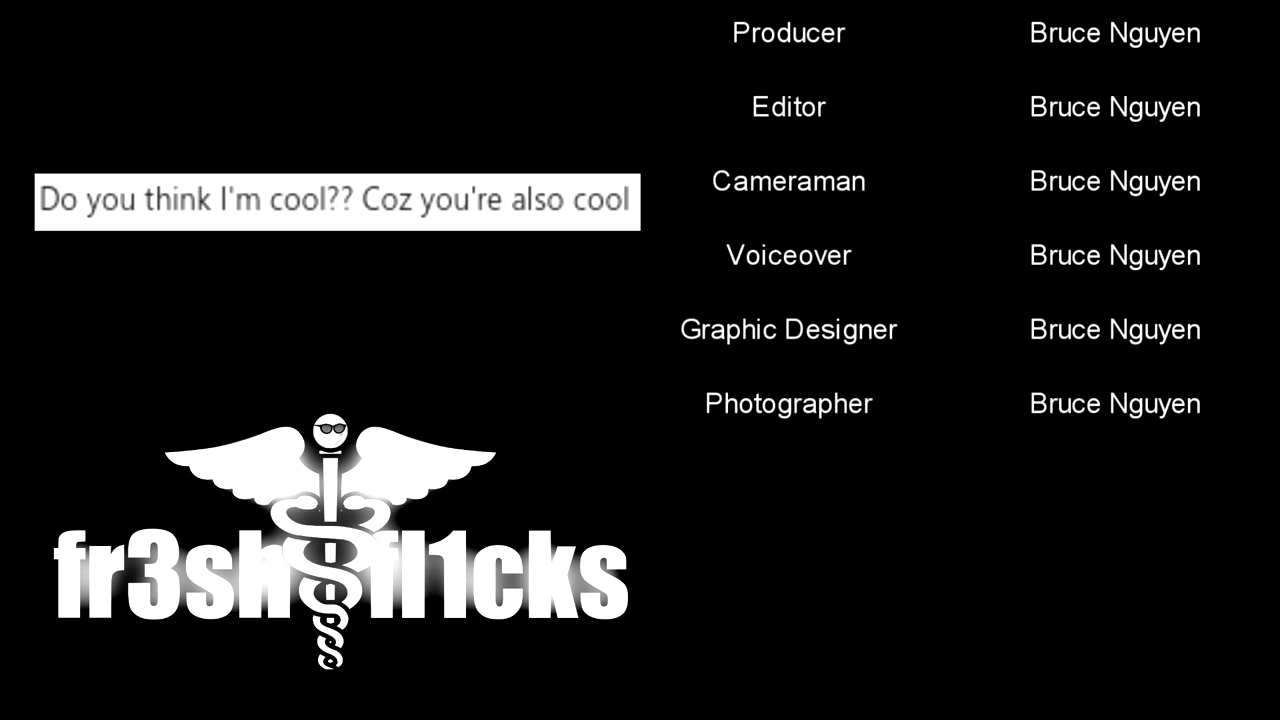 Do you think I'm cool?? Coz you're also cool
fr3sh fl1cks
Producer Bruce Nguyen
Editor Bruce Nguyen
Cameraman Bruce Nguyen
Voiceover Bruce Nguyen
Graphic Designer Bruce Nguyen
Photographer Bruce Nguyen